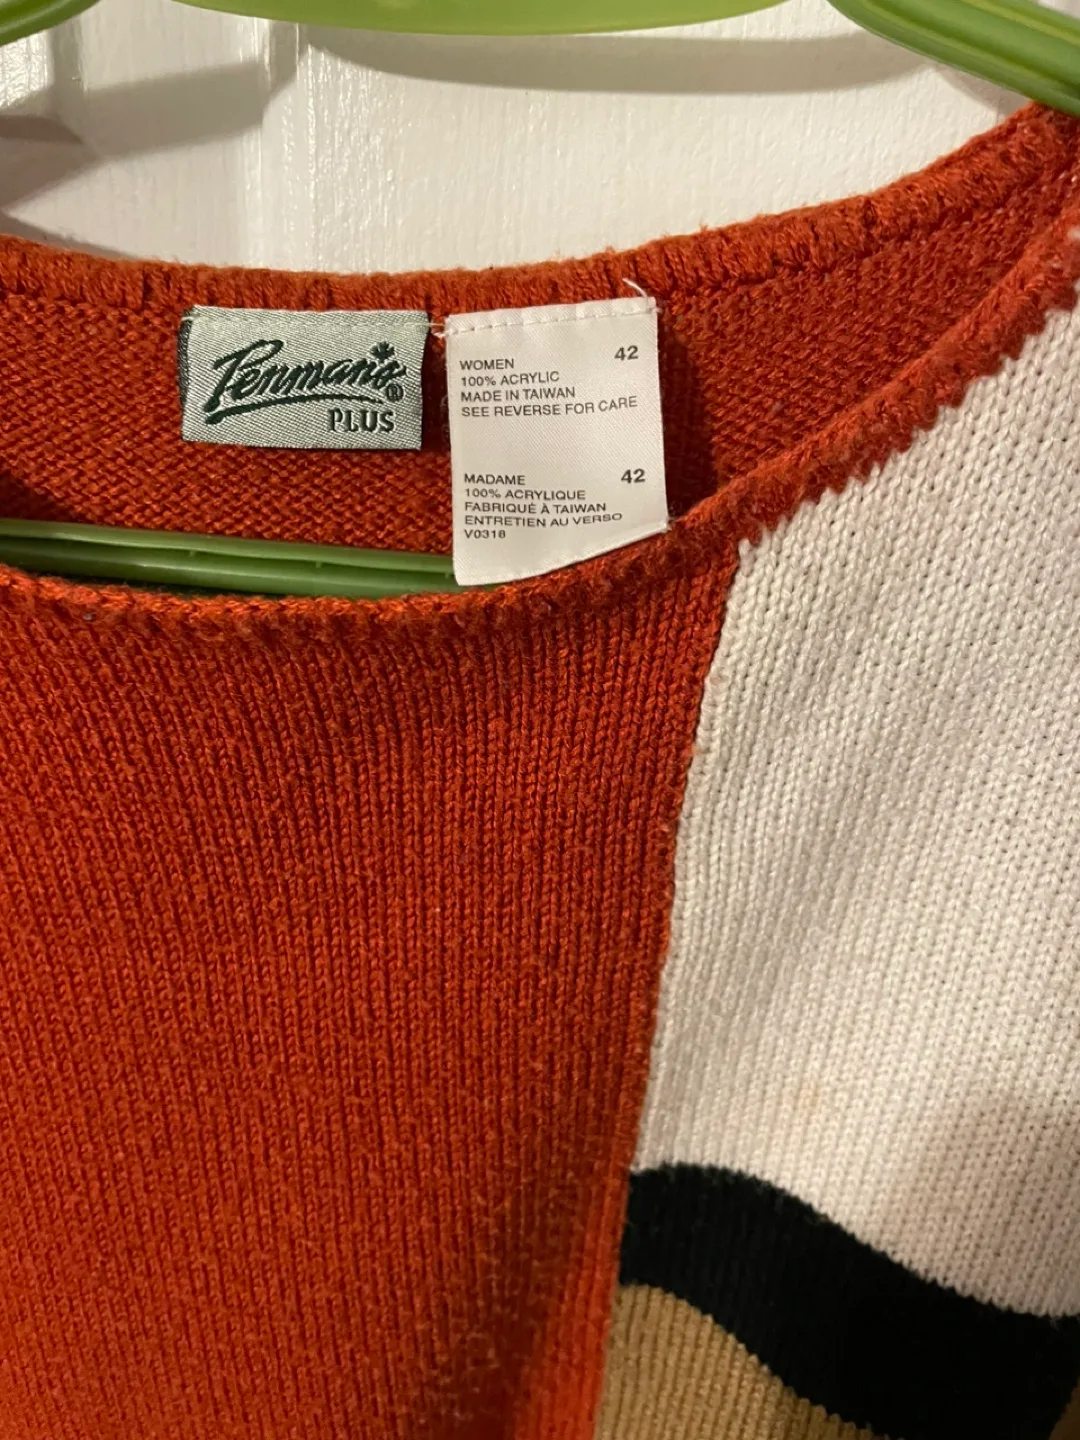 Penman's®
PLUS
WOMEN 42
100% ACRYLIC
MADE IN TAIWAN
SEE REVERSE FOR CARE
MADAME 42
100% ACRYLIQUE
FABRIQUÉ À TAIWAN
ENTRETIEN AU VERSO
V0318